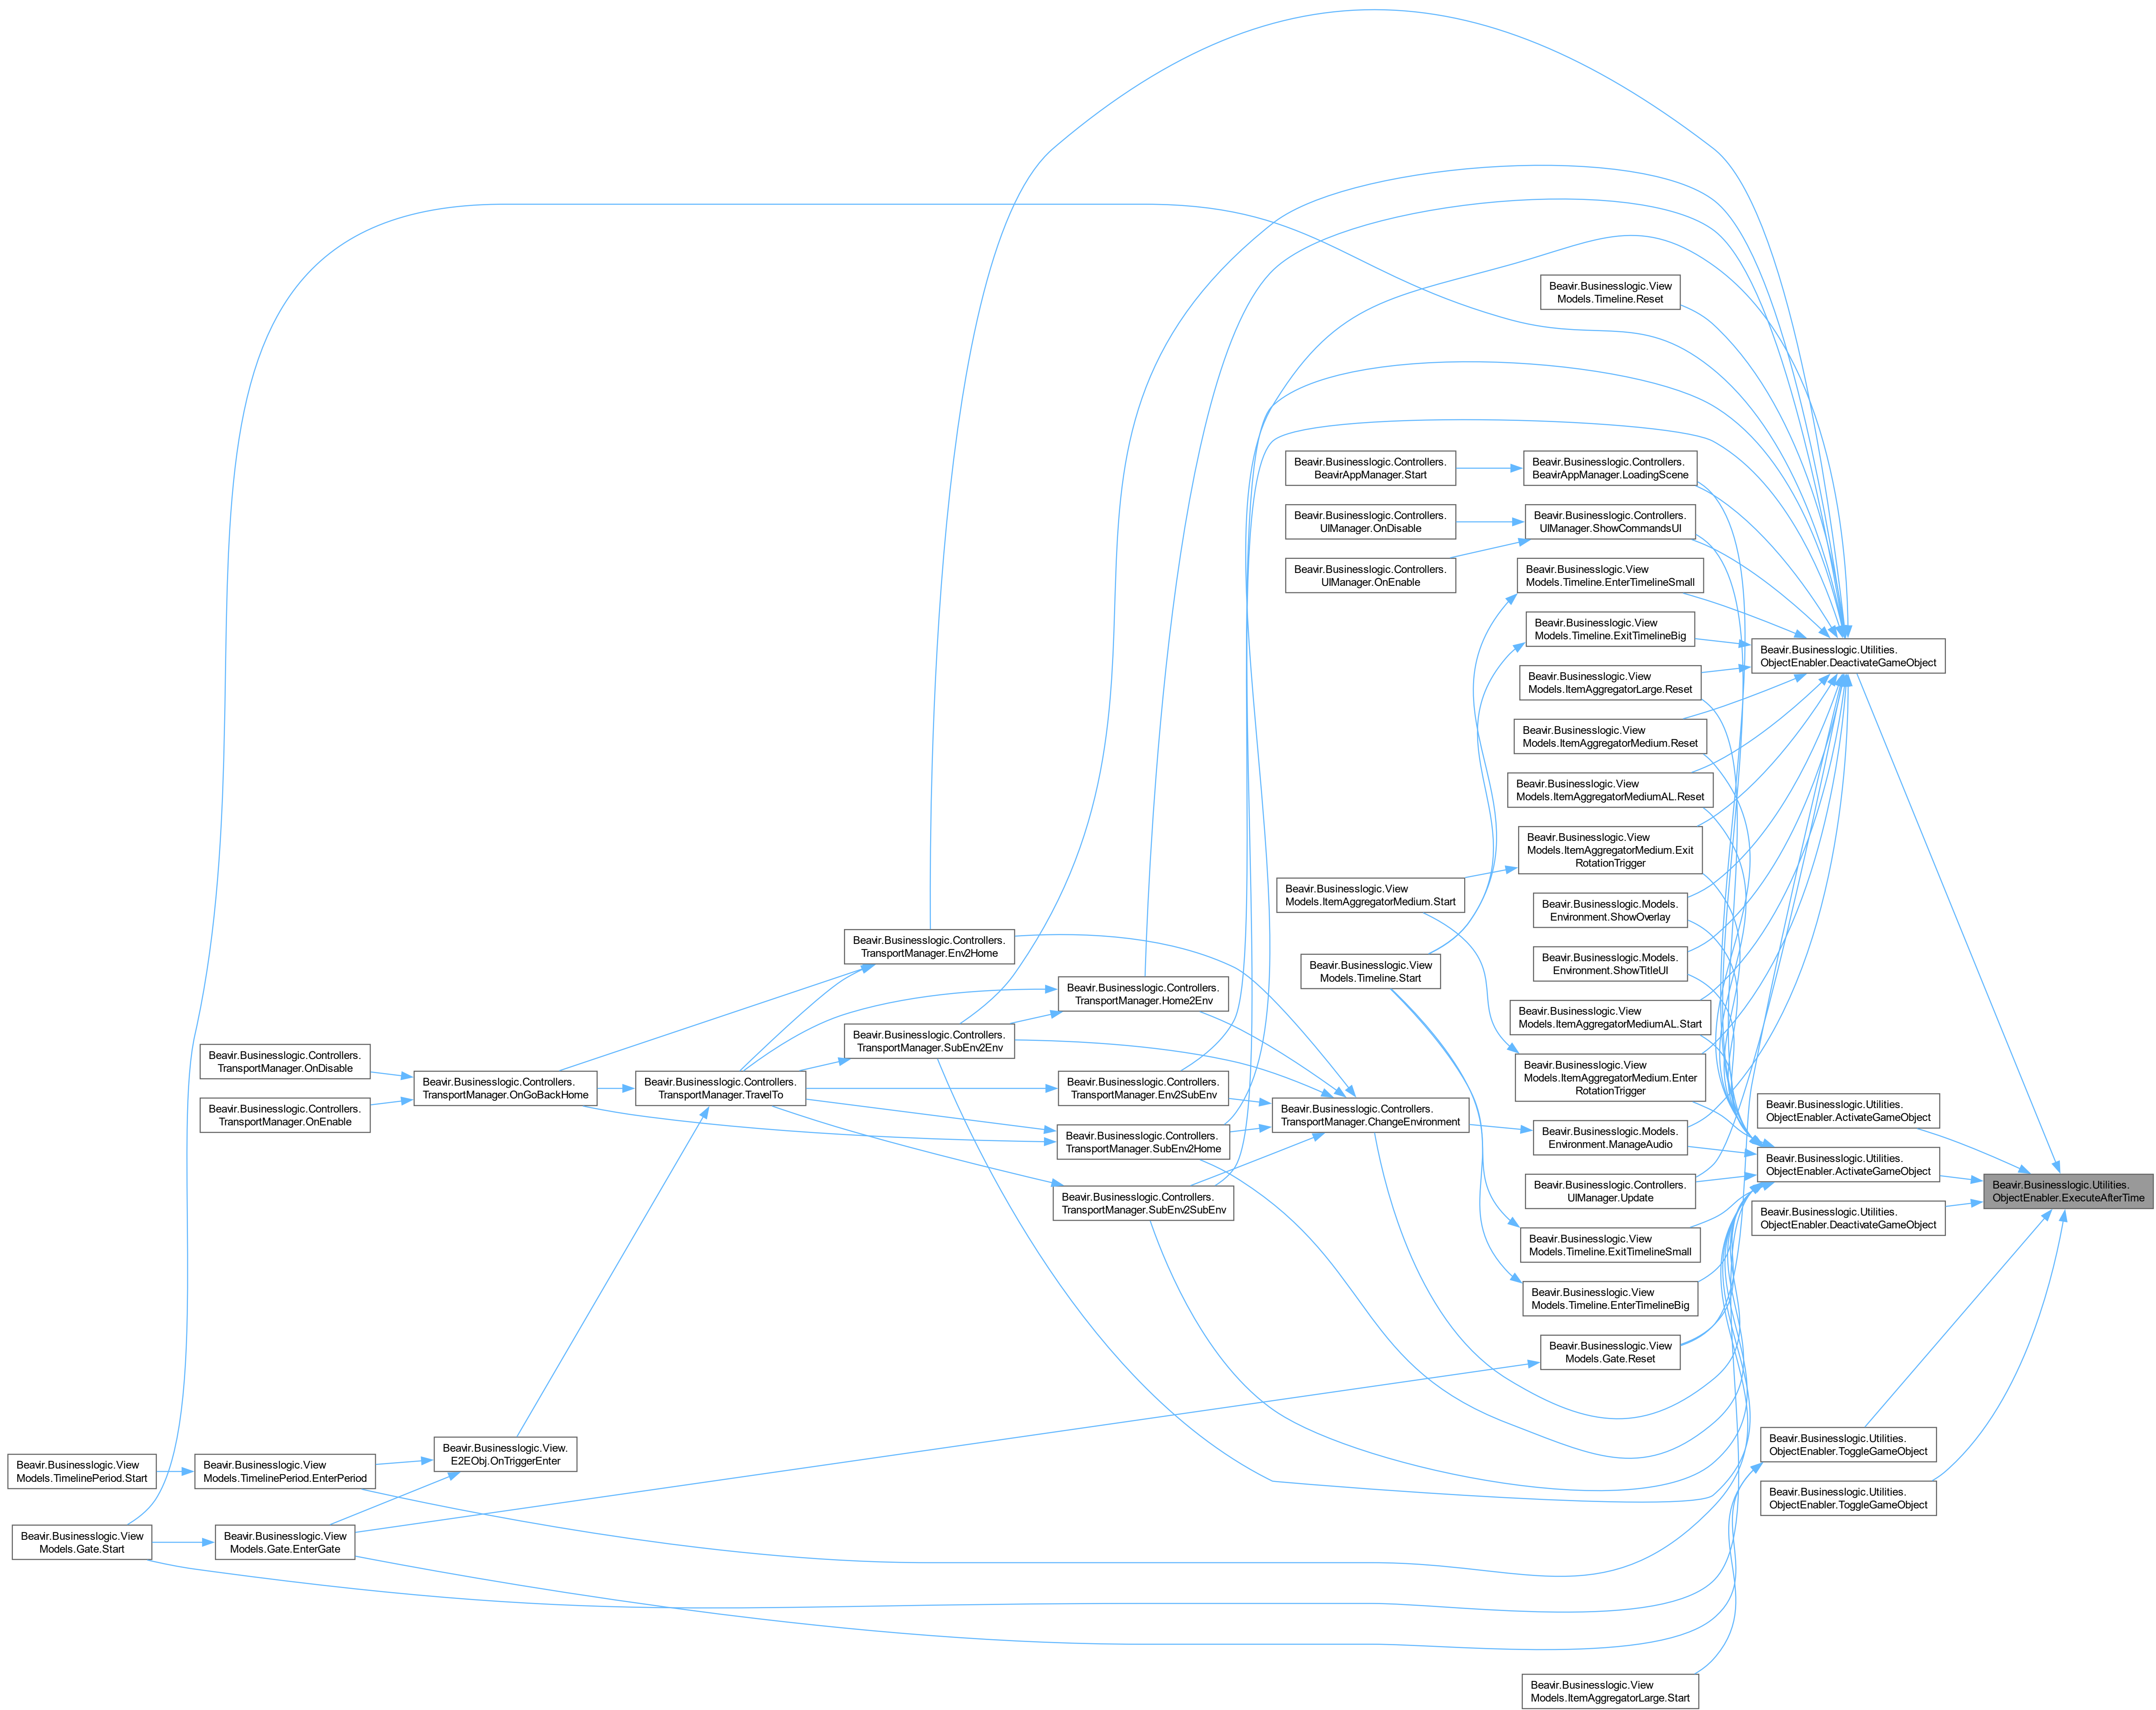 Beavir.Businesslogic.View
Models.Timeline.Reset
Beavir.Businesslogic.Controllers.
BeavirAppManager.Start
Beavir.Businesslogic.Controllers.
BeavirAppManager.LoadingScene
Beavir.Businesslogic.Controllers.
UIManager.OnDisable
Beavir.Businesslogic.Controllers.
UIManager.ShowCommandsUI
Beavir.Businesslogic.Controllers.
UIManager.OnEnable
Beavir.Businesslogic.View
Models.Timeline.EnterTimelineSmall
Beavir.Businesslogic.View
Models.Timeline.ExitTimelineBig
Beavir.Businesslogic.Utilities.
ObjectEnabler.DeactivateGameObject
Beavir.Businesslogic.View
Models.ItemAggregatorLarge.Reset
Beavir.Businesslogic.View
Models.ItemAggregatorMedium.Reset
Beavir.Businesslogic.View
Models.ItemAggregatorMediumAL.Reset
Beavir.Businesslogic.View
Models.ItemAggregatorMedium.Exit
RotationTrigger
Beavir.Businesslogic.View
Models.ItemAggregatorMedium.Start
Beavir.Businesslogic.Models.
Environment.ShowOverlay
Beavir.Businesslogic.Controllers.
TransportManager.Env2Home
Beavir.Businesslogic.View
Models.Timeline.Start
Beavir.Businesslogic.Models.
Environment.ShowTitleUI
Beavir.Businesslogic.Controllers.
TransportManager.Home2Env
Beavir.Businesslogic.View
Models.ItemAggregatorMediumAL.Start
Beavir.Businesslogic.Controllers.
TransportManager.SubEnv2Env
Beavir.Businesslogic.Controllers.
TransportManager.OnDisable
Beavir.Businesslogic.Controllers.
TransportManager.OnGoBackHome
Beavir.Businesslogic.Controllers.
TransportManager.TravelTo
Beavir.Businesslogic.Controllers.
TransportManager.Env2SubEnv
Beavir.Businesslogic.View
Models.ItemAggregatorMedium.Enter
RotationTrigger
Beavir.Businesslogic.Controllers.
TransportManager.OnEnable
Beavir.Businesslogic.Controllers.
TransportManager.ChangeEnvironment
Beavir.Businesslogic.Utilities.
ObjectEnabler.ActivateGameObject
Beavir.Businesslogic.Controllers.
TransportManager.SubEnv2Home
Beavir.Businesslogic.Models.
Environment.ManageAudio
Beavir.Businesslogic.Utilities.
ObjectEnabler.ActivateGameObject
Beavir.Businesslogic.Controllers.
TransportManager.SubEnv2SubEnv
Beavir.Businesslogic.Controllers.
UIManager.Update
Beavir.Businesslogic.Utilities.
ObjectEnabler.ExecuteAfterTime
Beavir.Businesslogic.Utilities.
ObjectEnabler.DeactivateGameObject
Beavir.Businesslogic.View
Models.Timeline.ExitTimelineSmall
Beavir.Businesslogic.View
Models.Timeline.EnterTimelineBig
Beavir.Businesslogic.View
Models.Gate.Reset
Beavir.Businesslogic.View
Models.TimelinePeriod.Start
Beavir.Businesslogic.View
Models.TimelinePeriod.EnterPeriod
Beavir.Businesslogic.View.
E2EObj.OnTriggerEnter
Beavir.Businesslogic.Utilities.
ObjectEnabler.ToggleGameObject
Beavir.Businesslogic.Utilities.
ObjectEnabler.ToggleGameObject
Beavir.Businesslogic.View
Models.Gate.Start
Beavir.Businesslogic.View
Models.Gate.EnterGate
Beavir.Businesslogic.View
Models.ItemAggregatorLarge.Start